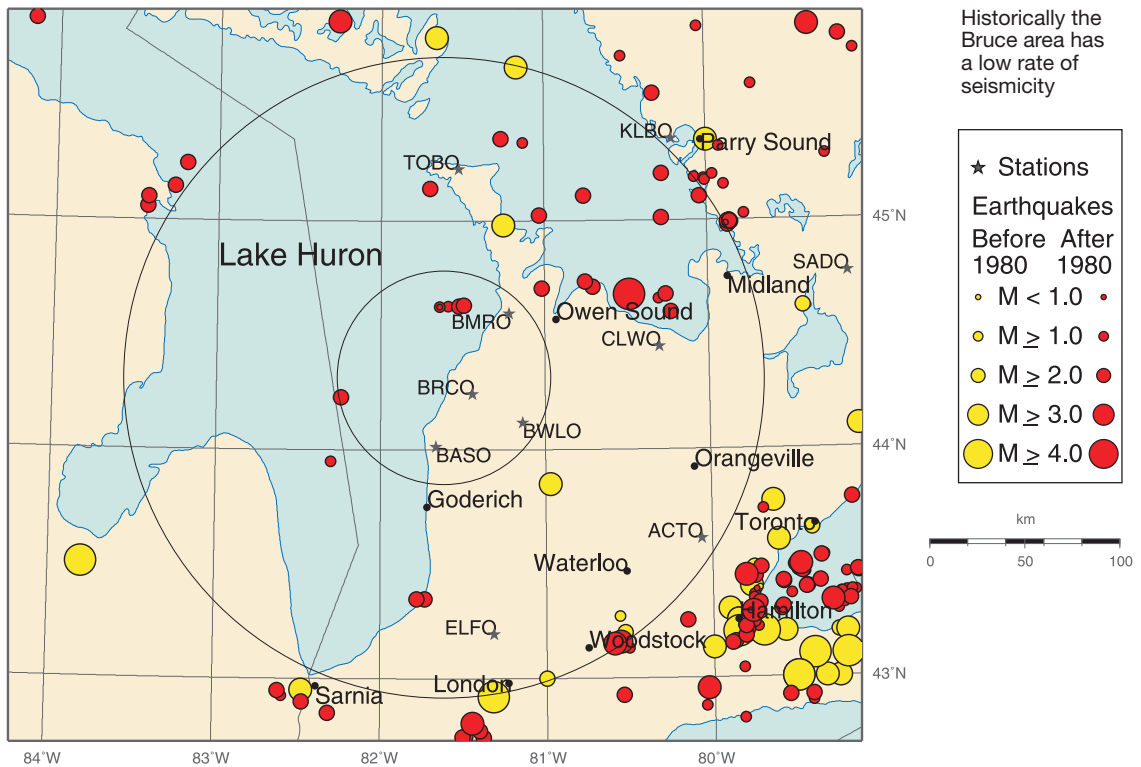 Historically the
Bruce area has
a low rate of
seismicity
KLBO
Parry Sound
TOBO
45°N
Lake Huron
SADO
Midland
BMRO
Owen Sound
CLWO
BRCO
BWLO
BASO
44°N
Orangeville
Goderich
Toronto
ACTO
Waterloo
Hamilton
ELFO
Woodstock
43°N
London
Sarnia
84°W
83°W
82°W
81°W
80°W
Stations
Earthquakes
Before After
1980 1980
M < 1.0
M ≥ 1.0
M ≥ 2.0
M ≥ 3.0
M ≥ 4.0
km
0 50 100